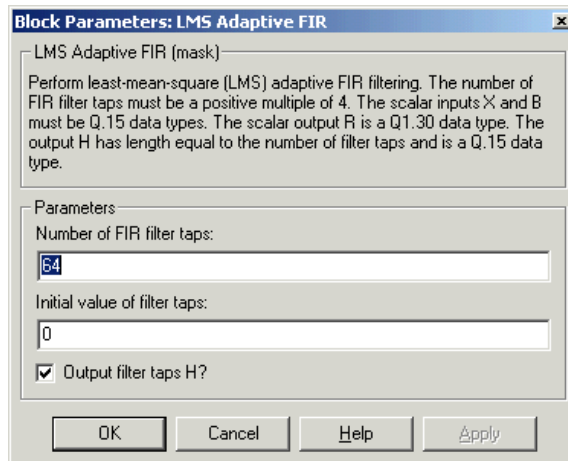 Block Parameters: LMS Adaptive FIR
LMS Adaptive FIR (mask)
Perform least-mean-square (LMS) adaptive FIR filtering. The number of
FIR filter taps must be a positive multiple of 4. The scalar inputs X and B
must be Q.15 data types. The scalar output R is a Q1.30 data type. The
output H has length equal to the number of filter taps and is a Q.15 data
type.
Parameters
Number of FIR filter taps:
64
Initial value of filter taps:
0
Output filter taps H?
OK Cancel Help Apply